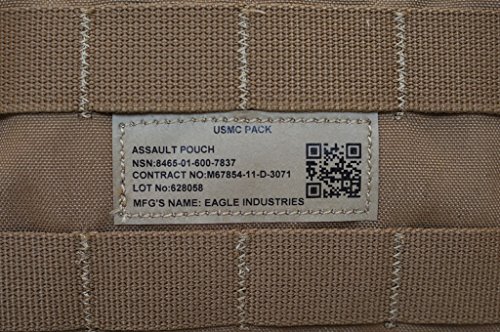 USMC PACK
ASSAULT POUCH
NSN:8465-01-600-7837
CONTRACT NO:M67854-11-D-3071
LOT No:628058
MFG'S NAME: EAGLE INDUSTRIES